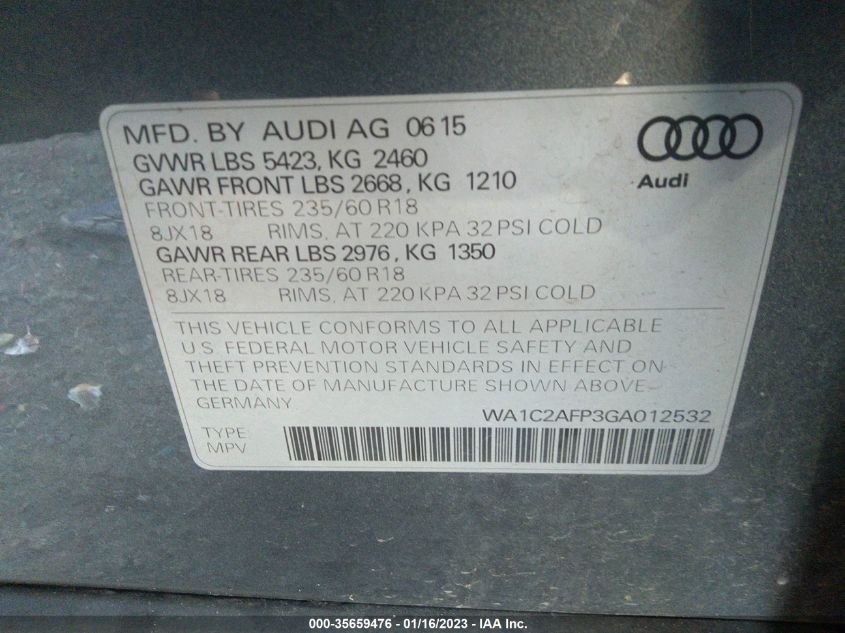 MFD. BY AUDI AG 06 15
GVWR LBS 5423, KG 2460
GAWR FRONT LBS 2668, KG 1210
FRONT-TIRES 235/60 R18
8JX18 RIMS, AT 220 KPA 32 PSI COLD
GAWR REAR LBS 2976, KG 1350
REAR-TIRES 235/60 R18
8JX18 RIMS, AT 220 KPA 32 PSI COLD
Audi
THIS VEHICLE CONFORMS TO ALL APPLICABLE
U.S. FEDERAL MOTOR VEHICLE SAFETY AND
THEFT PREVENTION STANDARDS IN EFFECT ON
THE DATE OF MANUFACTURE SHOWN ABOVE
GERMANY
WA1C2AFP3GA012532
TYPE
MPV
000-35659476 - 01/16/2023 - IAA Inc.